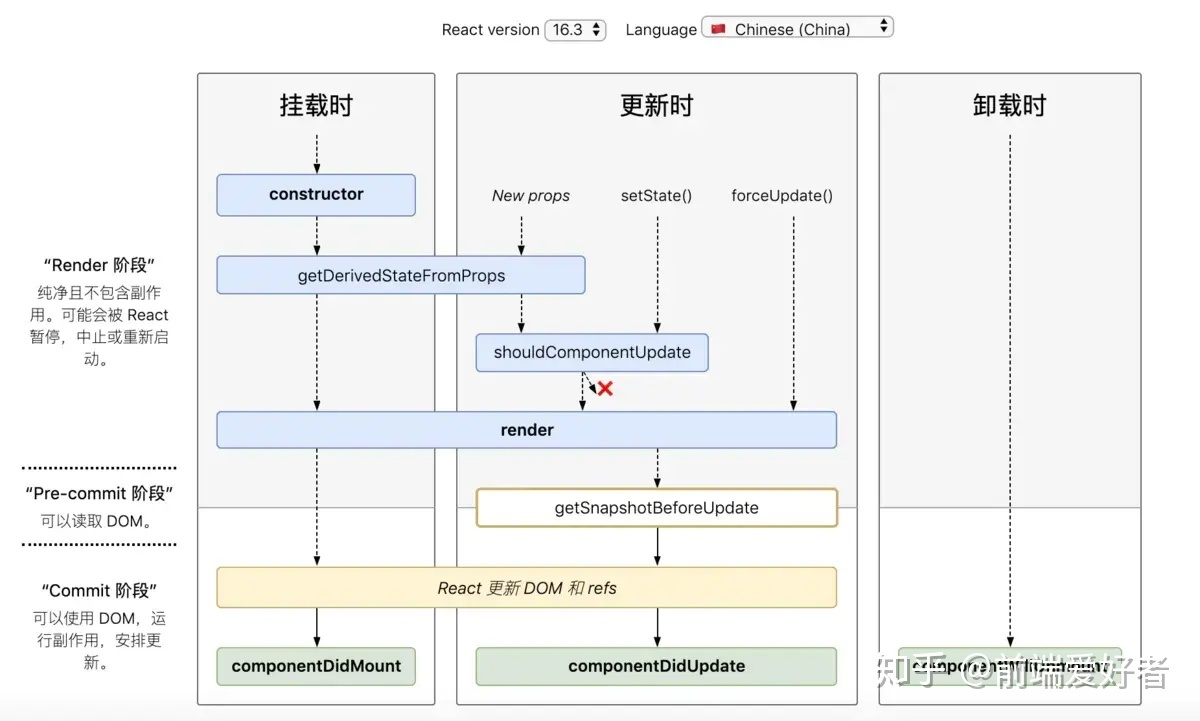 React version 16.3 Language Chinese (China)
挂载时
更新时
卸载时
constructor
New props
setState()
forceUpdate()
“Render 阶段”
纯净且不包含副作
用。可能会被 React
暂停，中止或重新启
动。
getDerivedStateFromProps
shouldComponentUpdate
render
“Pre-commit 阶段”
可以读取 DOM。
getSnapshotBeforeUpdate
“Commit 阶段”
可以使用 DOM，运
行副作用，安排更
新。
React 更新 DOM 和 refs
componentDidMount
componentDidUpdate
componentWillUnmount
知乎 @前端爱好者